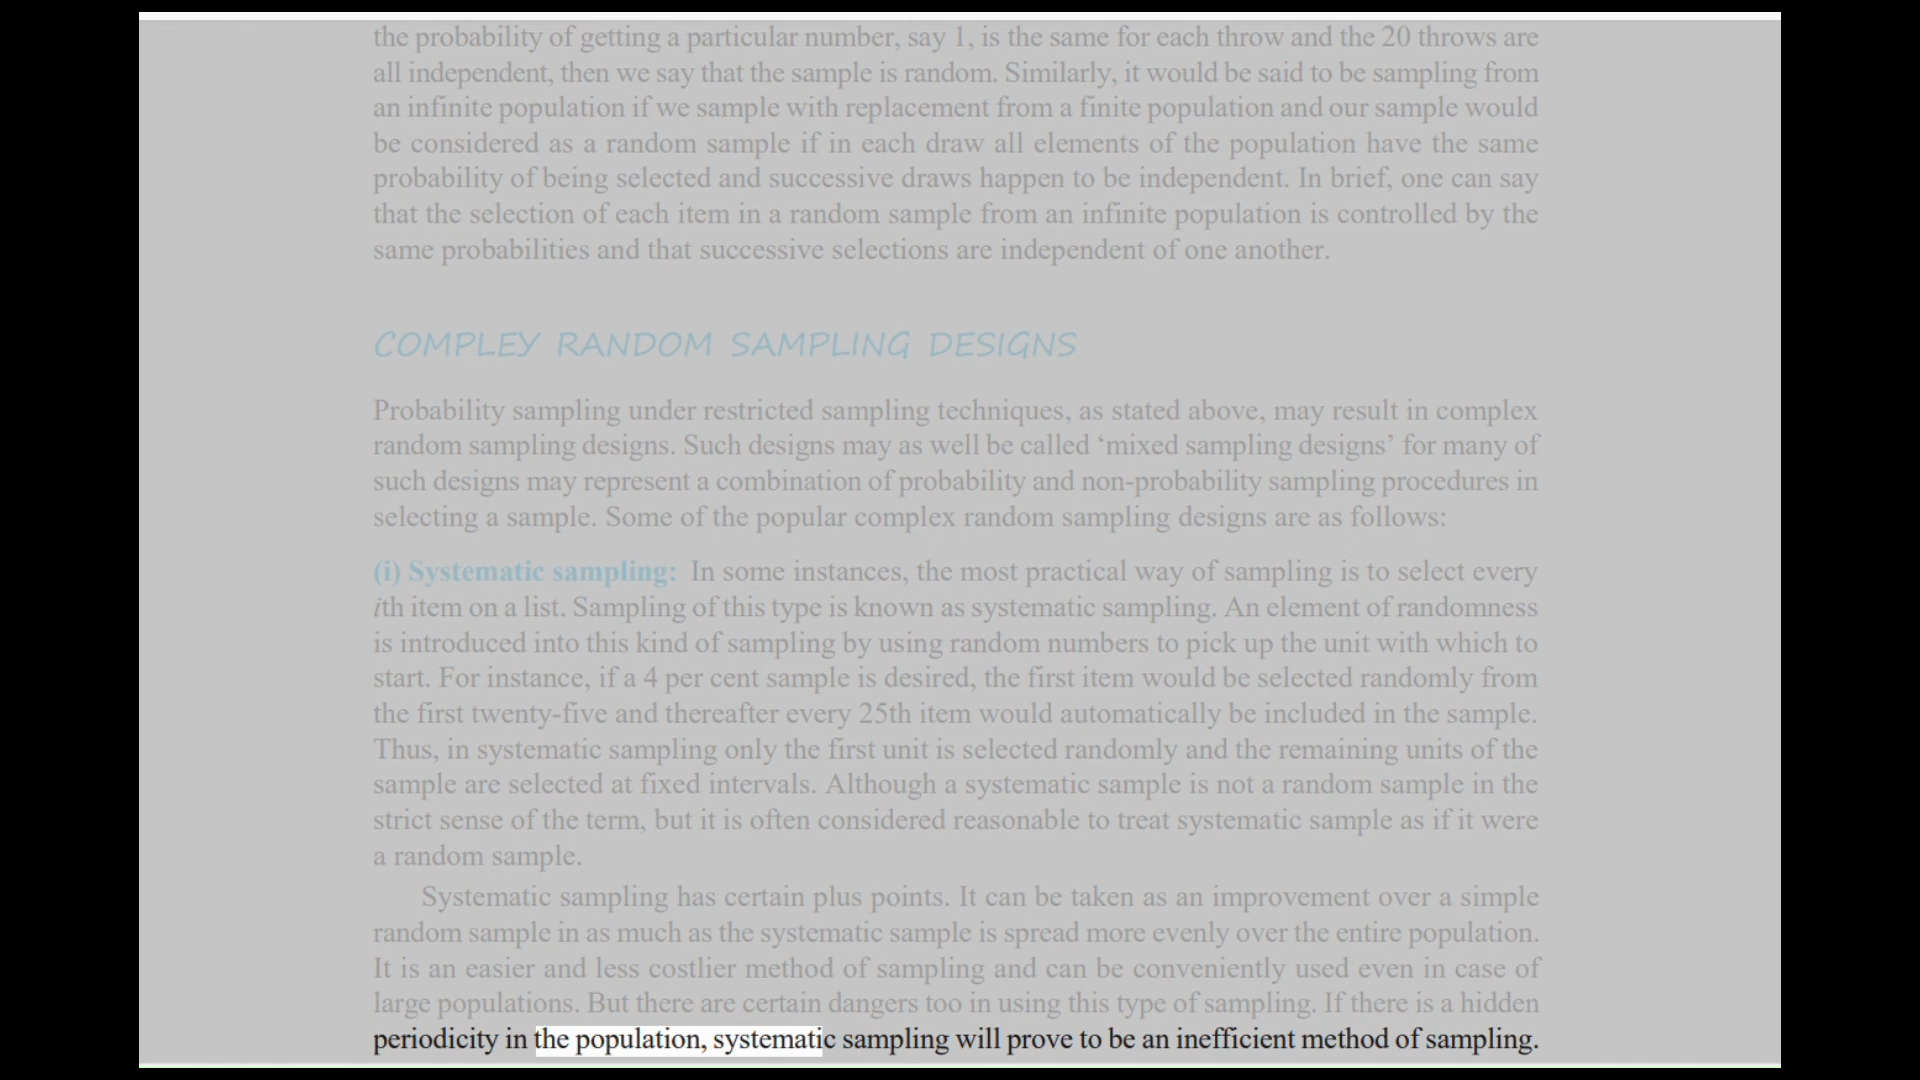 the probability of getting a particular number, say 1, is the same for each throw and the 20 throws are
all independent, then we say that the sample is random. Similarly, it would be said to be sampling from
an infinite population if we sample with replacement from a finite population and our sample would
be considered as a random sample if in each draw all elements of the population have the same
probability of being selected and successive draws happen to be independent. In brief, one can say
that the selection of each item in a random sample from an infinite population is controlled by the
same probabilities and that successive selections are independent of one another.
COMPLEY RANDOM SAMPLING DESIGNS
Probability sampling under restricted sampling techniques, as stated above, may result in complex
random sampling designs. Such designs may as well be called ‘mixed sampling designs’ for many of
such designs may represent a combination of probability and non-probability sampling procedures in
selecting a sample. Some of the popular complex random sampling designs are as follows:
(i) Systematic sampling: In some instances, the most practical way of sampling is to select every
ith item on a list. Sampling of this type is known as systematic sampling. An element of randomness
is introduced into this kind of sampling by using random numbers to pick up the unit with which to
start. For instance, if a 4 per cent sample is desired, the first item would be selected randomly from
the first twenty-five and thereafter every 25th item would automatically be included in the sample.
Thus, in systematic sampling only the first unit is selected randomly and the remaining units of the
sample are selected at fixed intervals. Although a systematic sample is not a random sample in the
strict sense of the term, but it is often considered reasonable to treat systematic sample as if it were
a random sample.
Systematic sampling has certain plus points. It can be taken as an improvement over a simple
random sample in as much as the systematic sample is spread more evenly over the entire population.
It is an easier and less costlier method of sampling and can be conveniently used even in case of
large populations. But there are certain dangers too in using this type of sampling. If there is a hidden
periodicity in the population, systematic sampling will prove to be an inefficient method of sampling.